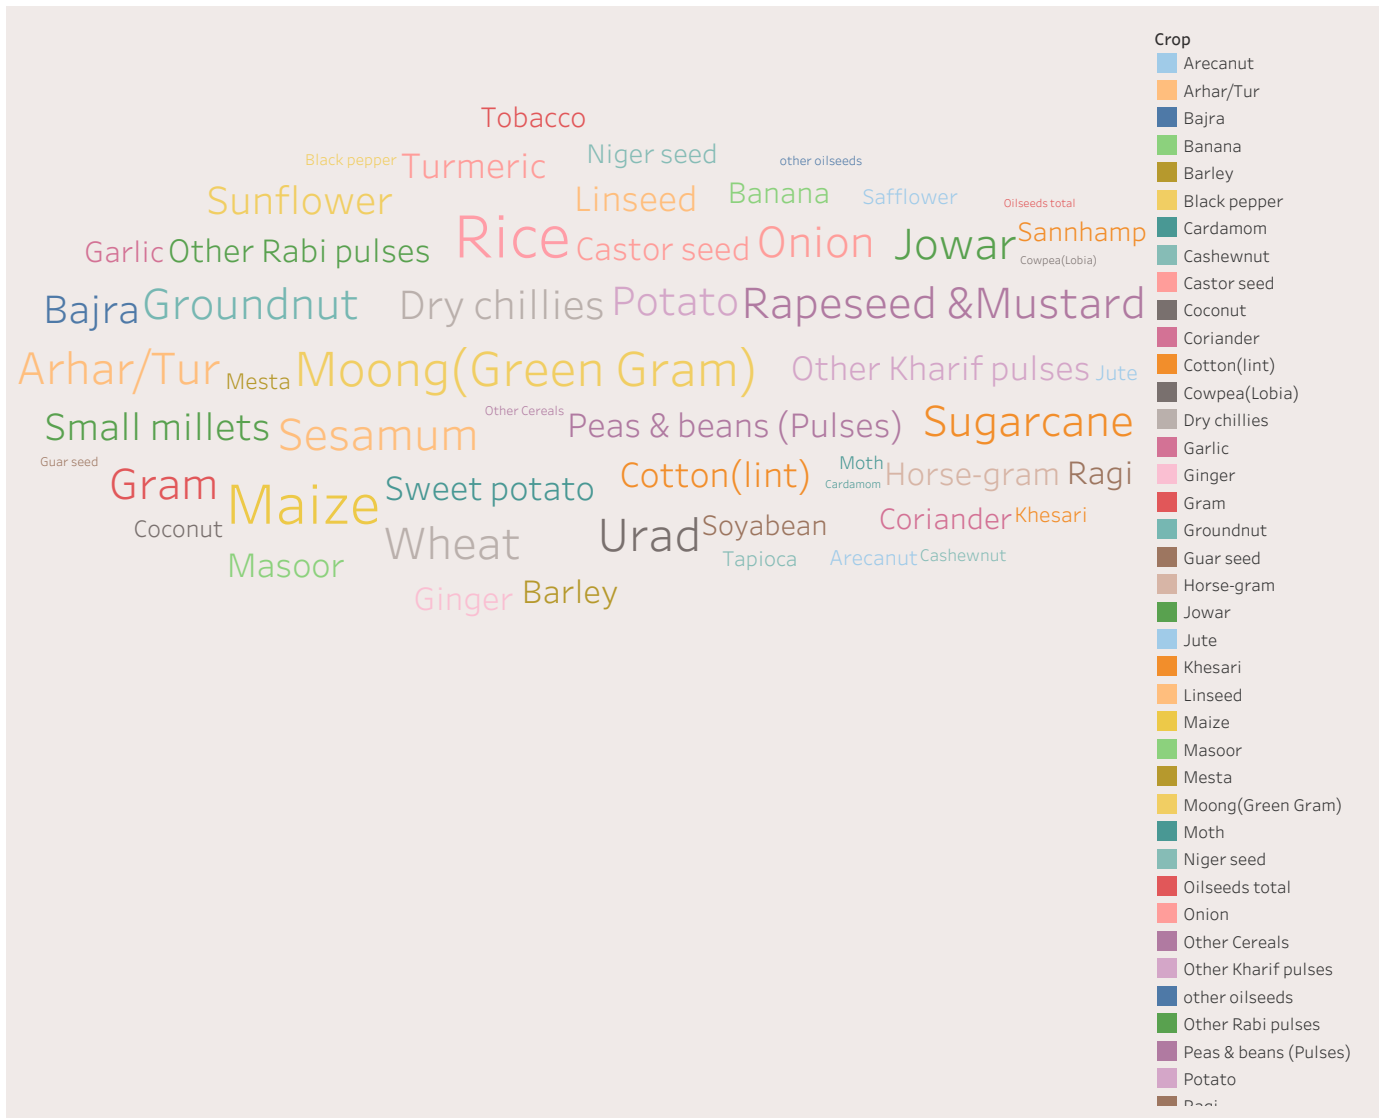 Tobacco
Black pepper Turmeric Niger seed other oilseeds
Sunflower Linseed Banana Safflower Oilseeds total
Garlic Other Rabi pulses Rice Castor seed Onion Jowar Sannhamp
Cowpea(Lobia)
Bajra Groundnut Dry chillies Potato Rapeseed &Mustard
Arhar/Tur Mesta Moong(Green Gram) Other Kharif pulses Jute
Small millets Sesamum Other Cereals Peas & beans (Pulses) Sugarcane
Guar seed Gram Maize Sweet potato Cotton(lint) Moth Cardamom Horse-gram Ragi
Coconut Wheat Urad Soyabean Coriander Khesari
Masoor Tapioca Arecanut Cashewnut
Ginger Barley
Crop
Arecanut
Arhar/Tur
Bajra
Banana
Barley
Black pepper
Cardamom
Cashewnut
Castor seed
Coconut
Coriander
Cotton(lint)
Cowpea(Lobia)
Dry chillies
Garlic
Ginger
Gram
Groundnut
Guar seed
Horse-gram
Jowar
Jute
Khesari
Linseed
Maize
Masoor
Mesta
Moong(Green Gram)
Moth
Niger seed
Oilseeds total
Onion
Other Cereals
Other Kharif pulses
other oilseeds
Other Rabi pulses
Peas & beans (Pulses)
Potato
Ragi